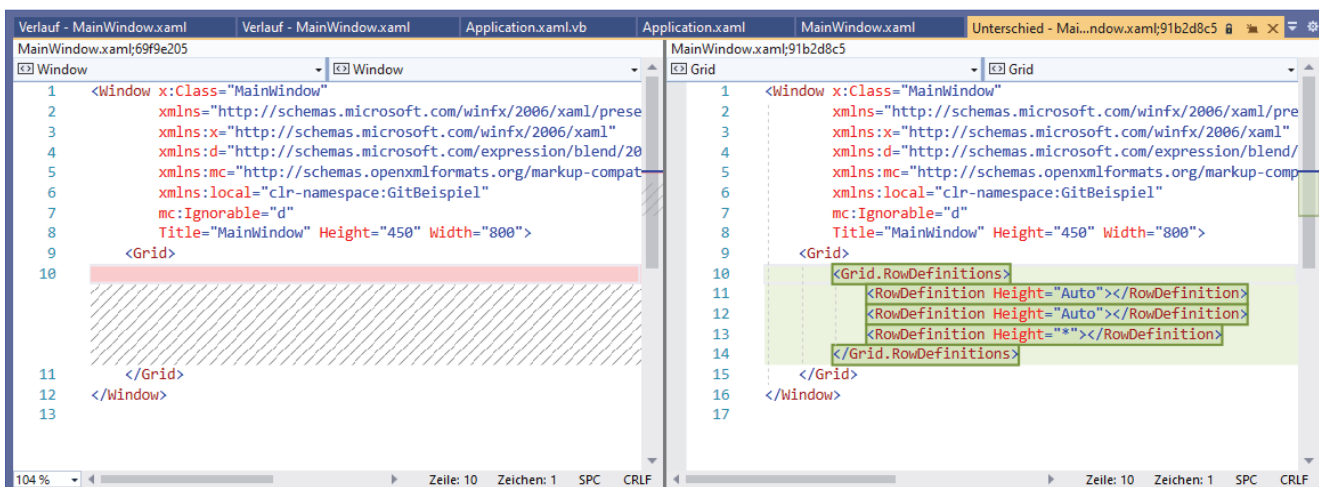 Verlauf - MainWindow.xaml Verlauf - MainWindow.xaml Application.xaml.vb Application.xaml MainWindow.xaml Unterschied - Mai...ndow.xaml;91b2d8c5
MainWindow.xaml;69f9e205
Window Window
1 <Window x:Class="MainWindow"
2 xmlns="http://schemas.microsoft.com/winfx/2006/xaml/prese
3 xmlns:x="http://schemas.microsoft.com/winfx/2006/xaml"
4 xmlns:d="http://schemas.microsoft.com/expression/blend/20
5 xmlns:mc="http://schemas.openxmlformats.org/markup-compat
6 xmlns:local="clr-namespace:GitBeispiel"
7 mc:Ignorable="d"
8 Title="MainWindow" Height="450" Width="800">
9 <Grid>
10
11 </Grid>
12 </Window>
13
104 % Zeile: 10 Zeichen: 1 SPC CRLF
MainWindow.xaml;91b2d8c5
Grid Grid
1 <Window x:Class="MainWindow"
2 xmlns="http://schemas.microsoft.com/winfx/2006/xaml/pre
3 xmlns:x="http://schemas.microsoft.com/winfx/2006/xaml"
4 xmlns:d="http://schemas.microsoft.com/expression/blend/
5 xmlns:mc="http://schemas.openxmlformats.org/markup-comp
6 xmlns:local="clr-namespace:GitBeispiel"
7 mc:Ignorable="d"
8 Title="MainWindow" Height="450" Width="800">
9 <Grid>
10 <Grid.RowDefinitions>
11 <RowDefinition Height="Auto"></RowDefinition>
12 <RowDefinition Height="Auto"></RowDefinition>
13 <RowDefinition Height="*"></RowDefinition>
14 </Grid.RowDefinitions>
15 </Grid>
16 </Window>
17
Zeile: 10 Zeichen: 1 SPC CRLF